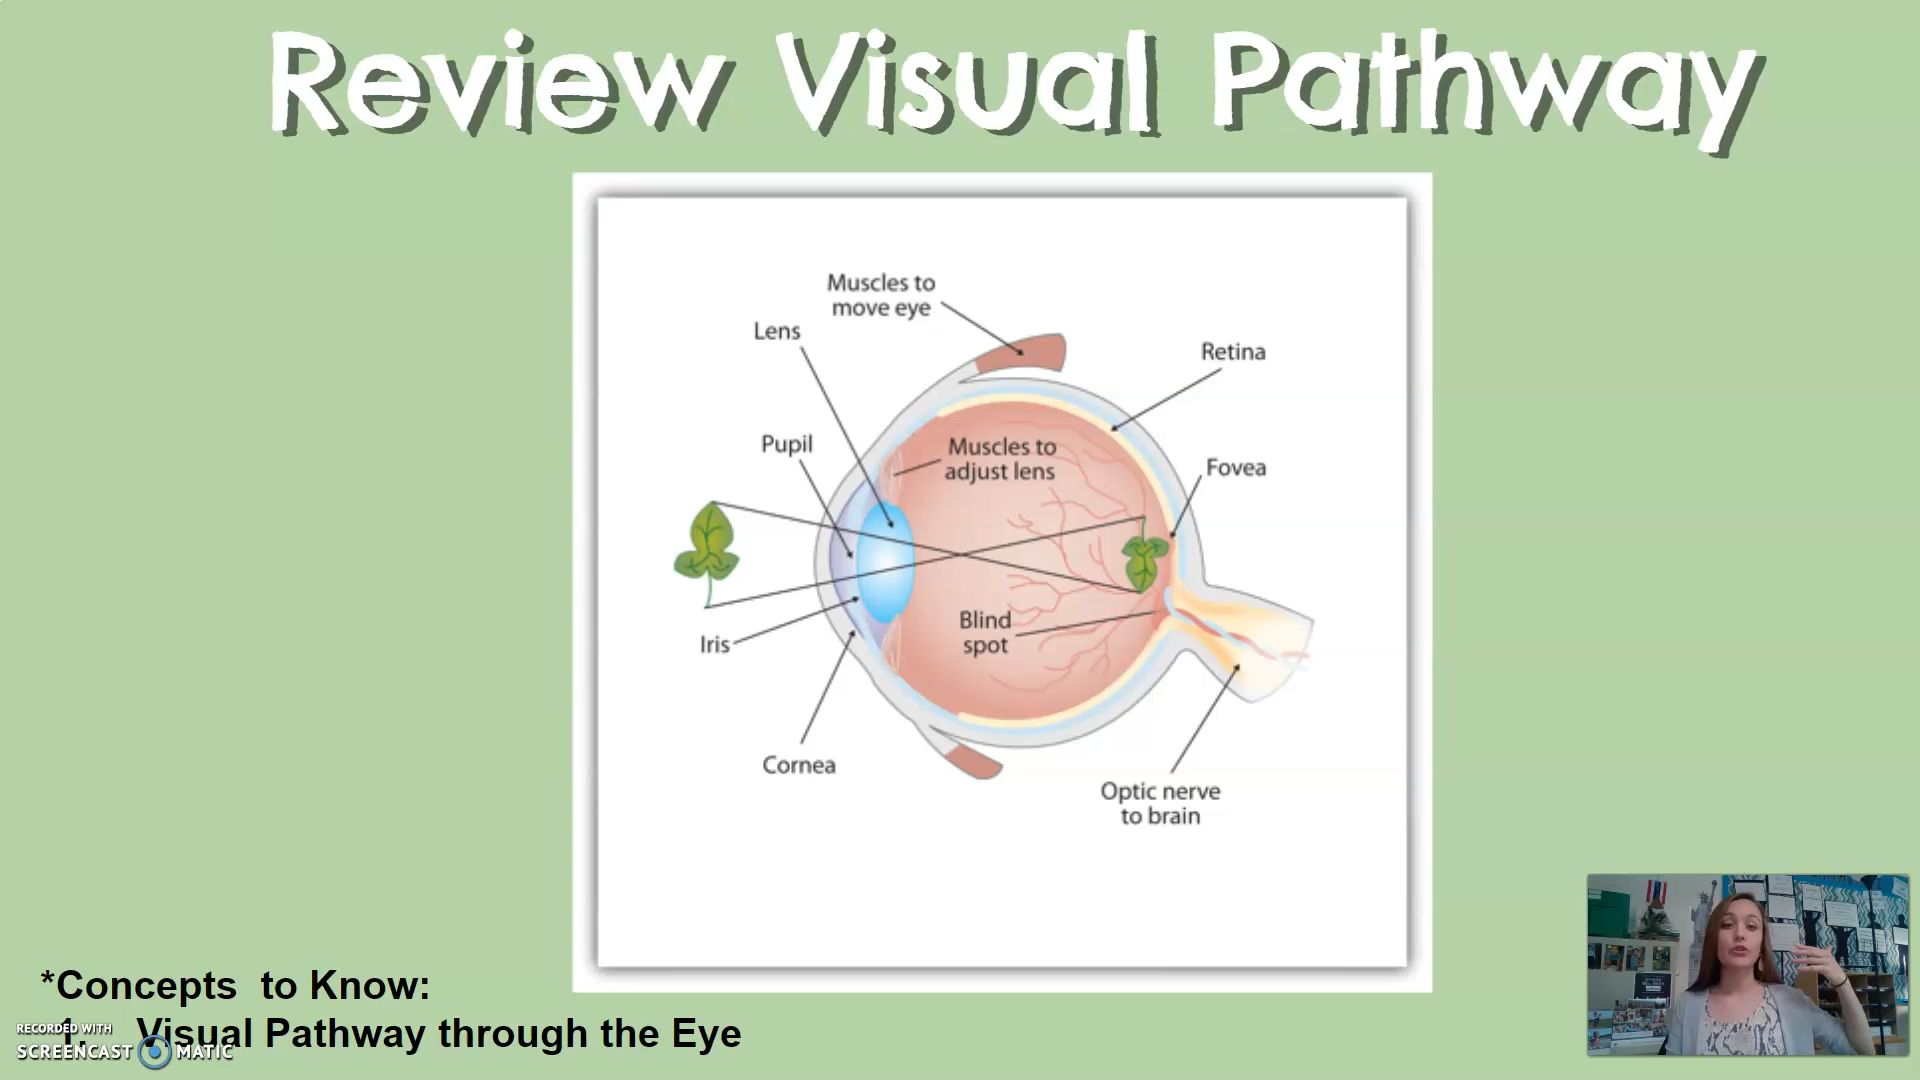 Review Visual Pathway
Muscles to
move eye
Lens
Retina
Pupil
Muscles to
adjust lens
Fovea
Blind
spot
Iris
Cornea
Optic nerve
to brain
*Concepts to Know:
1. Visual Pathway through the Eye
RECORDED WITH
SCREENCAST MATIC